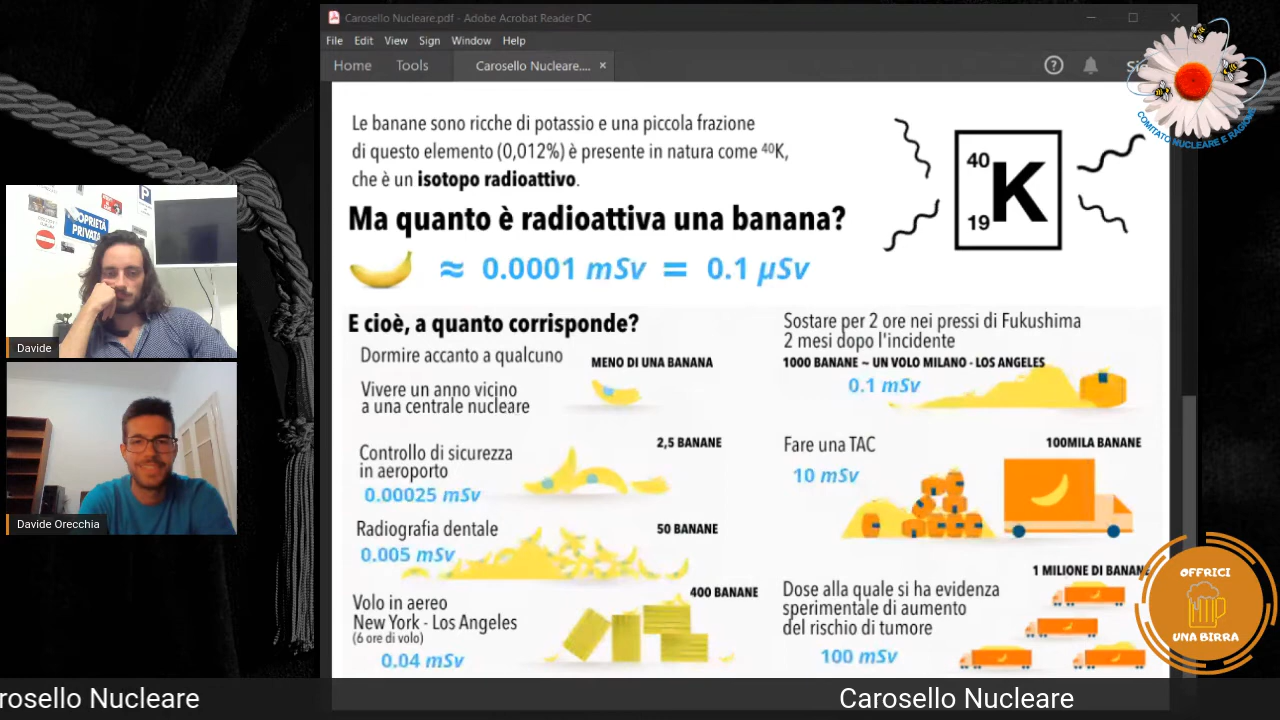 Carosello Nucleare.pdf - Adobe Acrobat Reader DC
File Edit View Sign Window Help
Home Tools Carosello Nucleare.... ×
?
COMITATO NUCLEARE E RAGIONE
Le banane sono ricche di potassio e una piccola frazione
di questo elemento (0,012%) è presente in natura come ⁴⁰K,
che è un isotopo radioattivo.
40
K
19
Ma quanto è radioattiva una banana?
≈ 0.0001 mSv = 0.1 µSv
E cioè, a quanto corrisponde?
Dormire accanto a qualcuno
MENO DI UNA BANANA
Vivere un anno vicino
a una centrale nucleare
2,5 BANANE
Controllo di sicurezza
in aeroporto
0.00025 mSv
Radiografia dentale
50 BANANE
0.005 mSv
400 BANANE
Volo in aereo
New York - Los Angeles
(6 ore di volo)
0.04 mSv
Sostare per 2 ore nei pressi di Fukushima
2 mesi dopo l'incidente
1000 BANANE ~ UN VOLO MILANO - LOS ANGELES
0.1 mSv
Fare una TAC
100MILA BANANE
10 mSv
1 MILIONE DI BANANE
Dose alla quale si ha evidenza
sperimentale di aumento
del rischio di tumore
100 mSv
P
PROPRIETÀ
PRIVATA
Davide
Davide Orecchia
OFFRICI
UNA BIRRA
rosello Nucleare
Carosello Nucleare